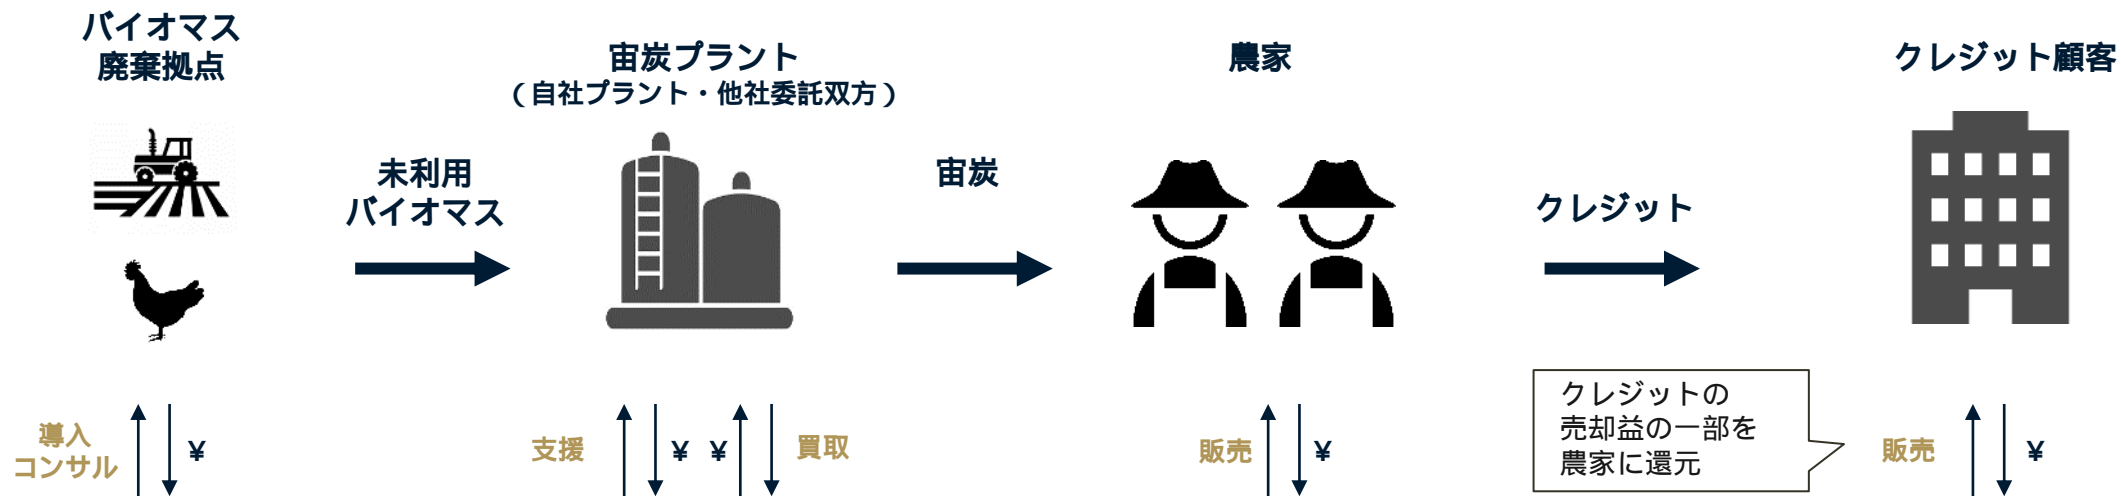 バイオマス
廃棄拠点
宙炭プラント
（自社プラント・他社委託双方）
農家
クレジット顧客
未利用
バイオマス
宙炭
クレジット
導入
コンサル
¥
支援
¥
¥
買取
販売
¥
クレジットの
売却益の一部を
農家に還元
販売
¥